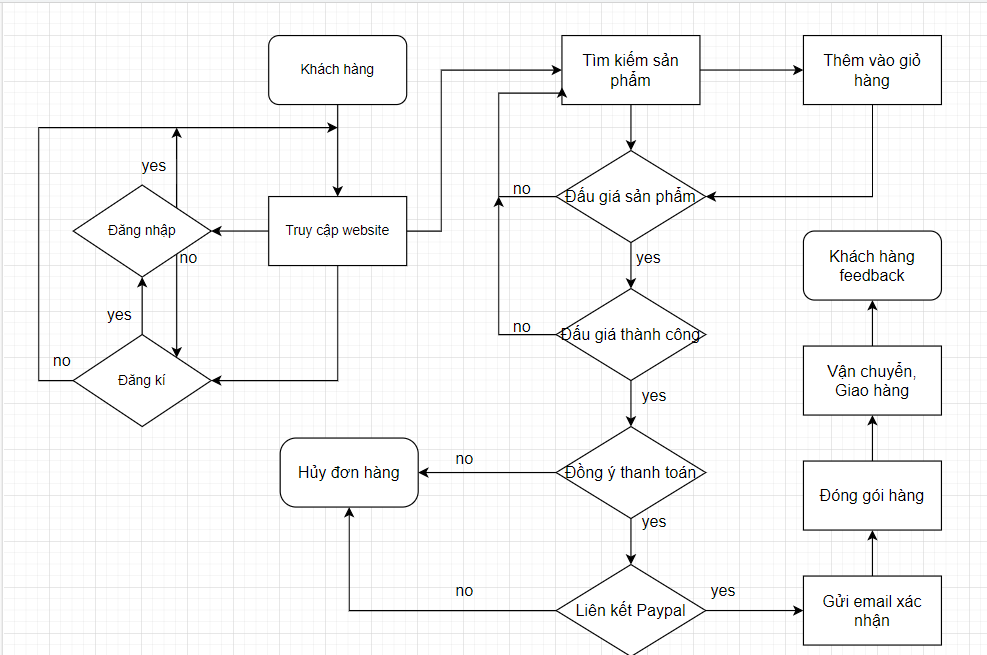 Khách hàng
Tìm kiếm sản
phẩm
Thêm vào giỏ
hàng
yes
no
Đấu giá sản phẩm
Đăng nhập
Truy cập website
no
yes
Khách hàng
feedback
yes
no
Đấu giá thành công
no
Đăng kí
Vận chuyển,
Giao hàng
yes
no
Hủy đơn hàng
Đồng ý thanh toán
Đóng gói hàng
yes
no
yes
Liên kết Paypal
Gửi email xác
nhận